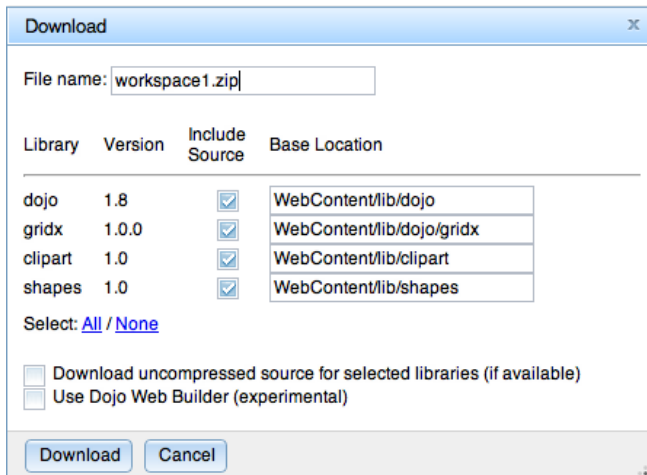 Download
x
File name: workspace1.zip
Library Version Include Source Base Location
dojo 1.8 WebContent/lib/dojo
gridx 1.0.0 WebContent/lib/dojo/gridx
clipart 1.0 WebContent/lib/clipart
shapes 1.0 WebContent/lib/shapes
Select: All / None
Download uncompressed source for selected libraries (if available)
Use Dojo Web Builder (experimental)
Download Cancel